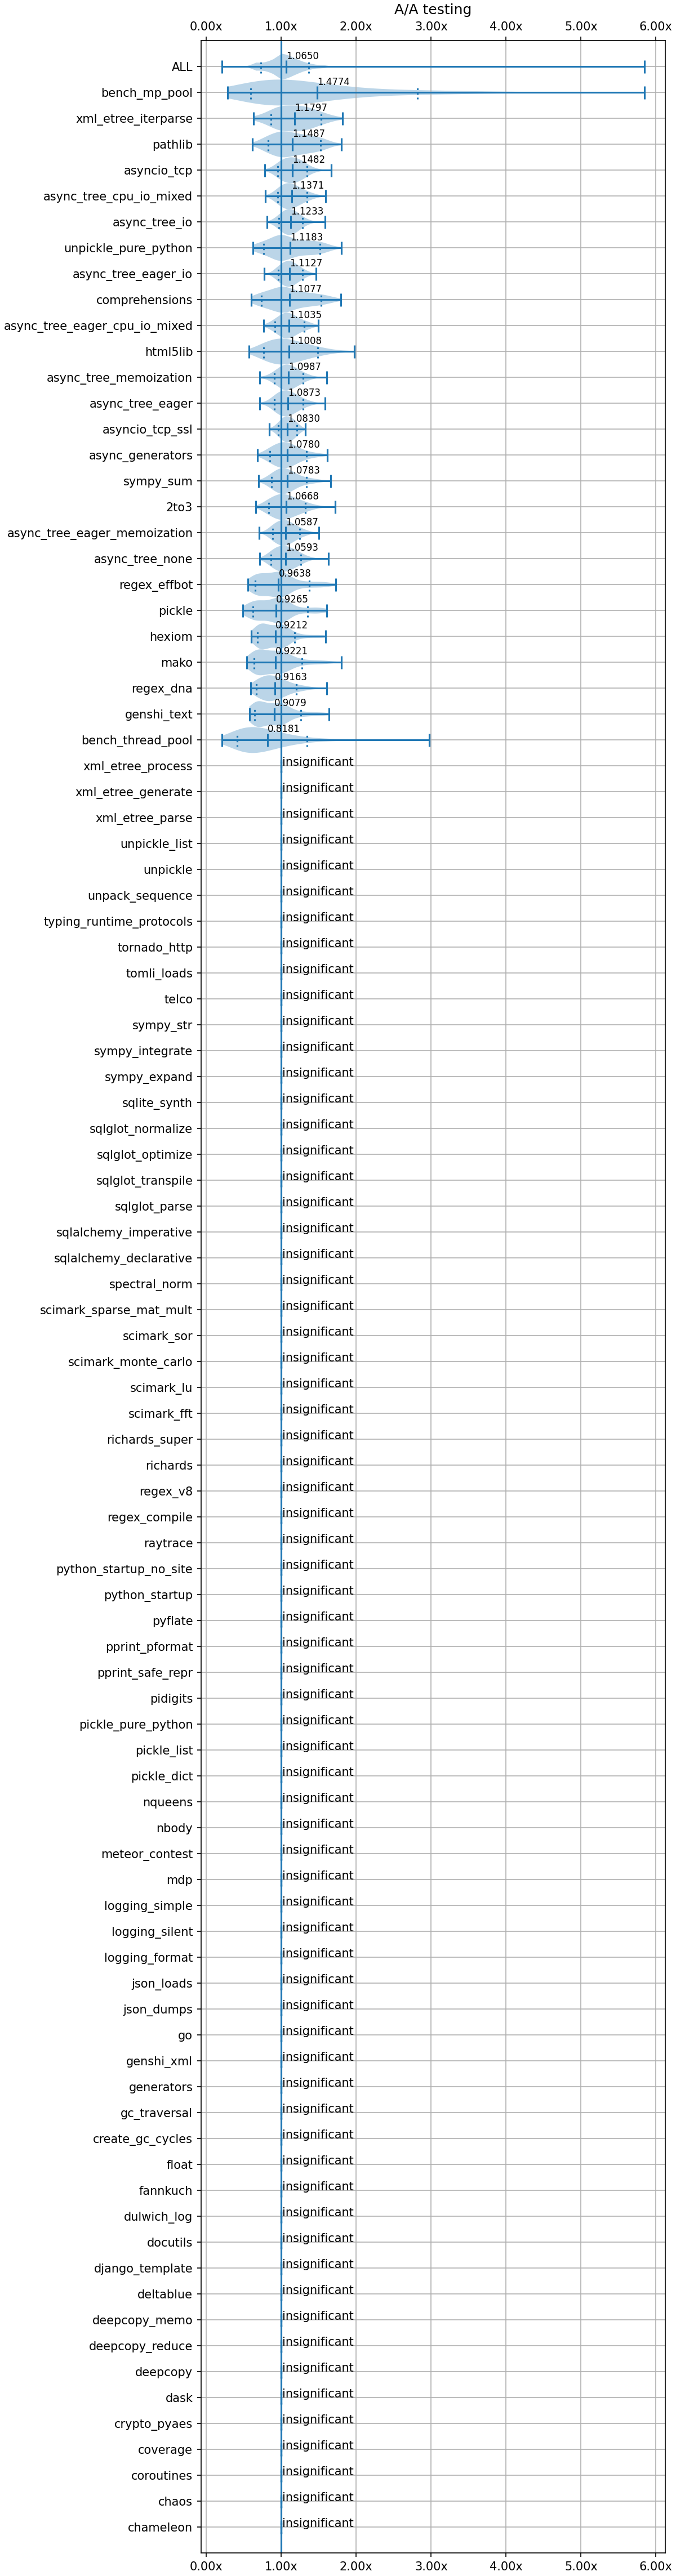 A/A testing
0.00x 1.00x 2.00x 3.00x 4.00x 5.00x 6.00x
ALL 1.0650
bench_mp_pool 1.4774
xml_etree_iterparse 1.1797
pathlib 1.1487
asyncio_tcp 1.1482
async_tree_cpu_io_mixed 1.1371
async_tree_io 1.1233
unpickle_pure_python 1.1183
async_tree_eager_io 1.1127
comprehensions 1.1077
async_tree_eager_cpu_io_mixed 1.1035
html5lib 1.1008
async_tree_memoization 1.0987
async_tree_eager 1.0873
asyncio_tcp_ssl 1.0830
async_generators 1.0780
sympy_sum 1.0783
2to3 1.0668
async_tree_eager_memoization 1.0587
async_tree_none 1.0593
regex_effbot 0.9638
pickle 0.9265
hexiom 0.9212
mako 0.9221
regex_dna 0.9163
genshi_text 0.9079
bench_thread_pool 0.8181
xml_etree_process insignificant
xml_etree_generate insignificant
xml_etree_parse insignificant
unpickle_list insignificant
unpickle insignificant
unpack_sequence insignificant
typing_runtime_protocols insignificant
tornado_http insignificant
tomli_loads insignificant
telco insignificant
sympy_str insignificant
sympy_integrate insignificant
sympy_expand insignificant
sqlite_synth insignificant
sqlglot_normalize insignificant
sqlglot_optimize insignificant
sqlglot_transpile insignificant
sqlglot_parse insignificant
sqlalchemy_imperative insignificant
sqlalchemy_declarative insignificant
spectral_norm insignificant
scimark_sparse_mat_mult insignificant
scimark_sor insignificant
scimark_monte_carlo insignificant
scimark_lu insignificant
scimark_fft insignificant
richards_super insignificant
richards insignificant
regex_v8 insignificant
regex_compile insignificant
raytrace insignificant
python_startup_no_site insignificant
python_startup insignificant
pyflate insignificant
pprint_pformat insignificant
pprint_safe_repr insignificant
pidigits insignificant
pickle_pure_python insignificant
pickle_list insignificant
pickle_dict insignificant
nqueens insignificant
nbody insignificant
meteor_contest insignificant
mdp insignificant
logging_simple insignificant
logging_silent insignificant
logging_format insignificant
json_loads insignificant
json_dumps insignificant
go insignificant
genshi_xml insignificant
generators insignificant
gc_traversal insignificant
create_gc_cycles insignificant
float insignificant
fannkuch insignificant
dulwich_log insignificant
docutils insignificant
django_template insignificant
deltablue insignificant
deepcopy_memo insignificant
deepcopy_reduce insignificant
deepcopy insignificant
dask insignificant
crypto_pyaes insignificant
coverage insignificant
coroutines insignificant
chaos insignificant
chameleon insignificant
0.00x 1.00x 2.00x 3.00x 4.00x 5.00x 6.00x